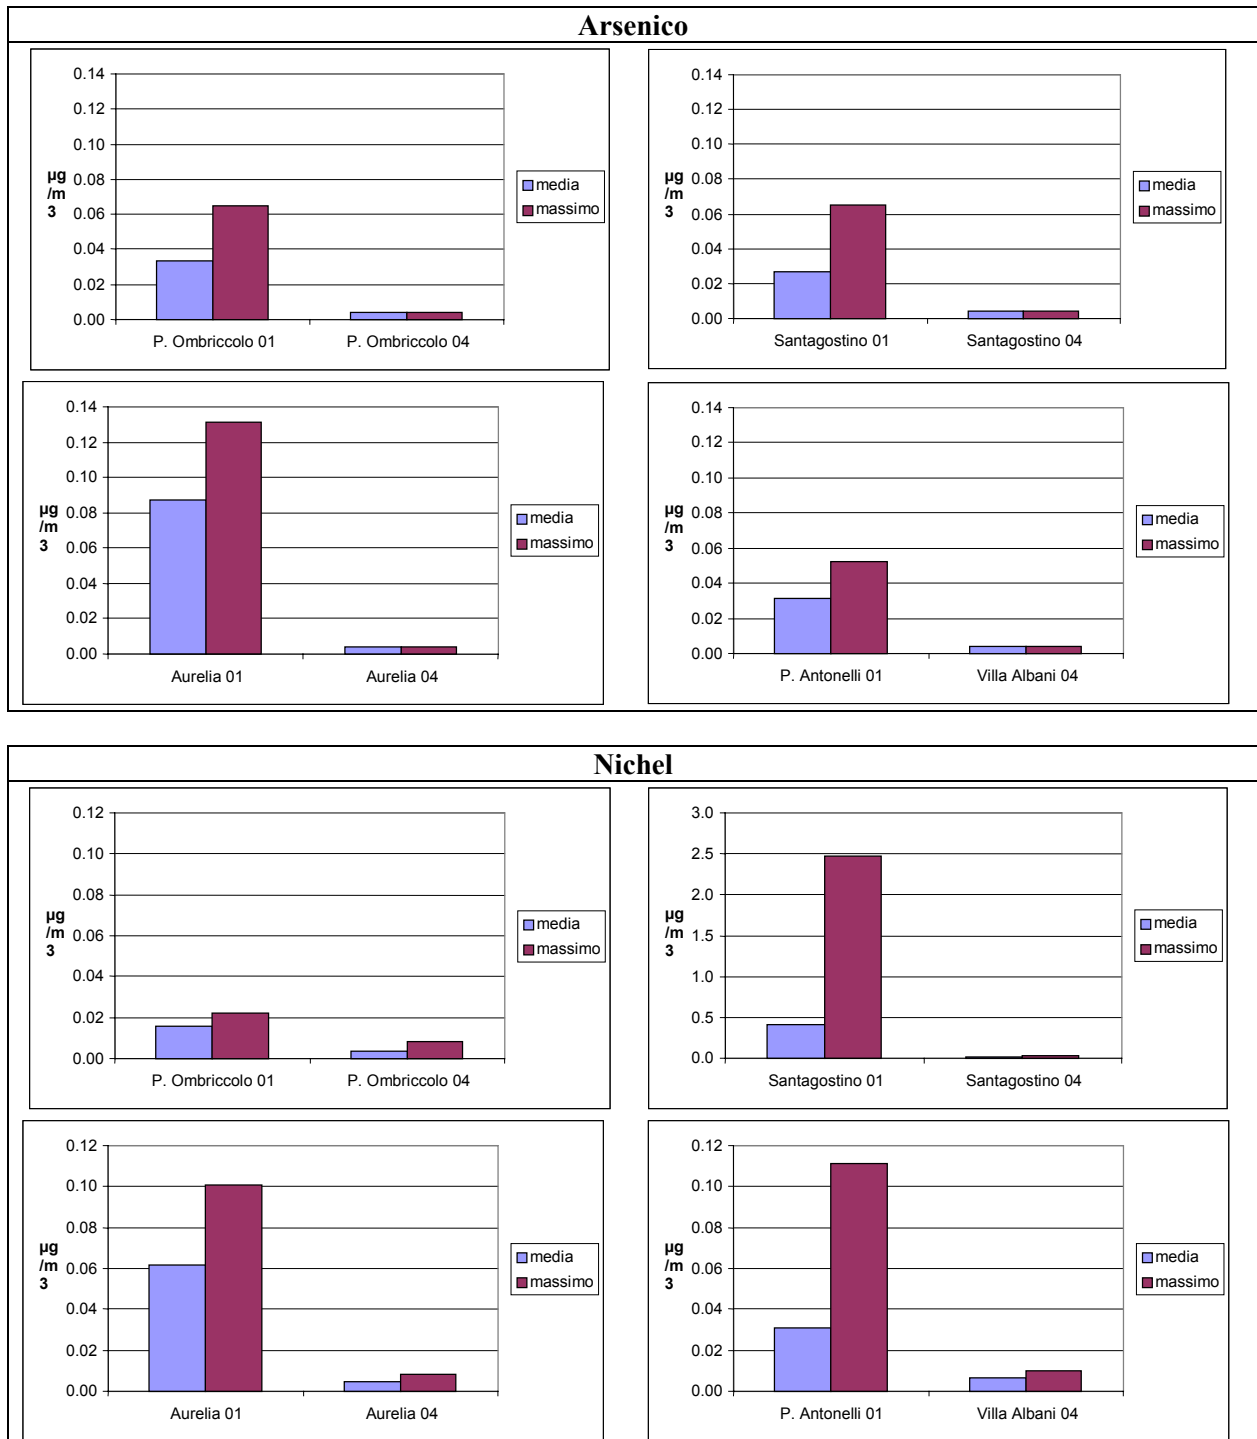 Arsenico
0.14
0.12
0.10
0.08
0.06
0.04
0.02
0.00
µg
/m
3
P. Ombriccolo 01
P. Ombriccolo 04
media
massimo
0.14
0.12
0.10
0.08
0.06
0.04
0.02
0.00
µg
/m
3
Santagostino 01
Santagostino 04
media
massimo
0.14
0.12
0.10
0.08
0.06
0.04
0.02
0.00
µg
/m
3
Aurelia 01
Aurelia 04
media
massimo
0.14
0.12
0.10
0.08
0.06
0.04
0.02
0.00
µg
/m
3
P. Antonelli 01
Villa Albani 04
media
massimo
Nichel
0.12
0.10
0.08
0.06
0.04
0.02
0.00
µg
/m
3
P. Ombriccolo 01
P. Ombriccolo 04
media
massimo
3.0
2.5
2.0
1.5
1.0
0.5
0.0
µg
/m
3
Santagostino 01
Santagostino 04
media
massimo
0.12
0.10
0.08
0.06
0.04
0.02
0.00
µg
/m
3
Aurelia 01
Aurelia 04
media
massimo
0.12
0.10
0.08
0.06
0.04
0.02
0.00
µg
/m
3
P. Antonelli 01
Villa Albani 04
media
massimo